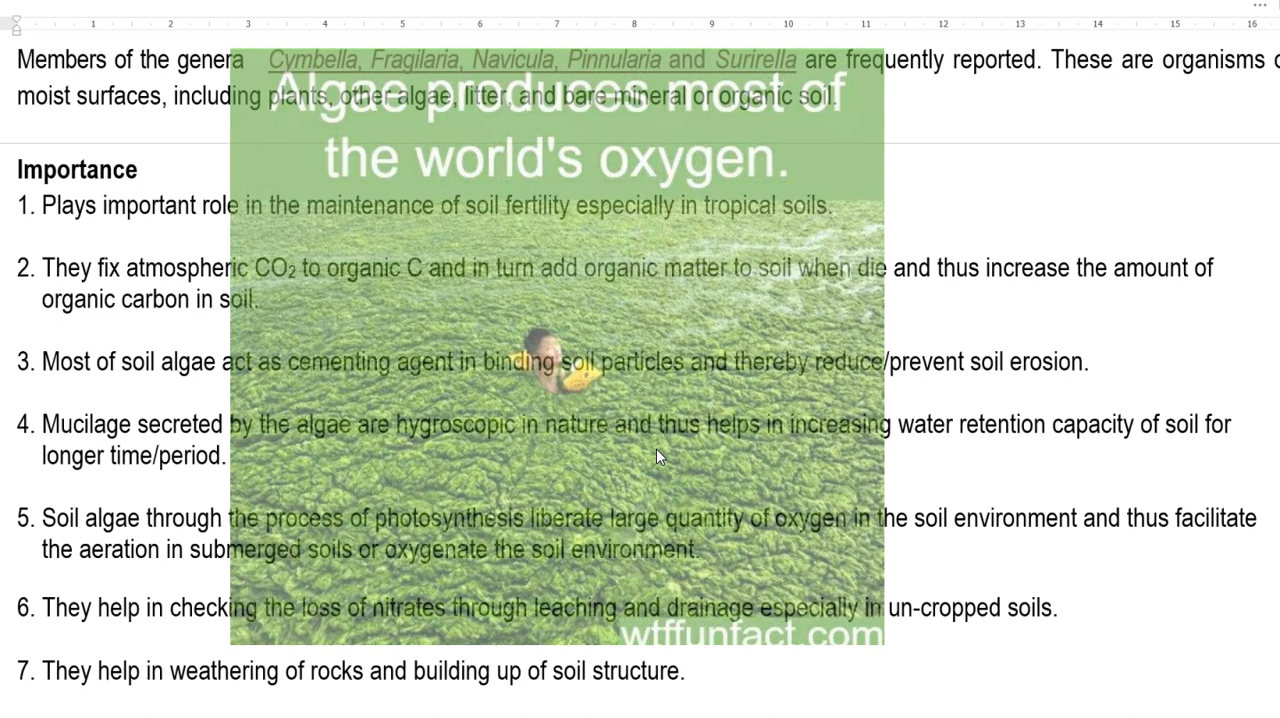 1 2 3 4 5 6 7 8 9 10 11 12 13 14 15 16
Members of the genera Cymbella, Fragilaria, Navicula, Pinnularia and Surirella are frequently reported. These are organisms
moist surfaces, including plants, other algae, litter, and bare mineral or organic soil.
Algae produces most of
the world's oxygen.
Importance
1. Plays important role in the maintenance of soil fertility especially in tropical soils.
2. They fix atmospheric CO₂ to organic C and in turn add organic matter to soil when die and thus increase the amount of
organic carbon in soil.
3. Most of soil algae act as cementing agent in binding soil particles and thereby reduce/prevent soil erosion.
4. Mucilage secreted by the algae are hygroscopic in nature and thus helps in increasing water retention capacity of soil for
longer time/period.
5. Soil algae through the process of photosynthesis liberate large quantity of oxygen in the soil environment and thus facilitate
the aeration in submerged soils or oxygenate the soil environment.
6. They help in checking the loss of nitrates through leaching and drainage especially in un-cropped soils.
wtffunfact.com
7. They help in weathering of rocks and building up of soil structure.